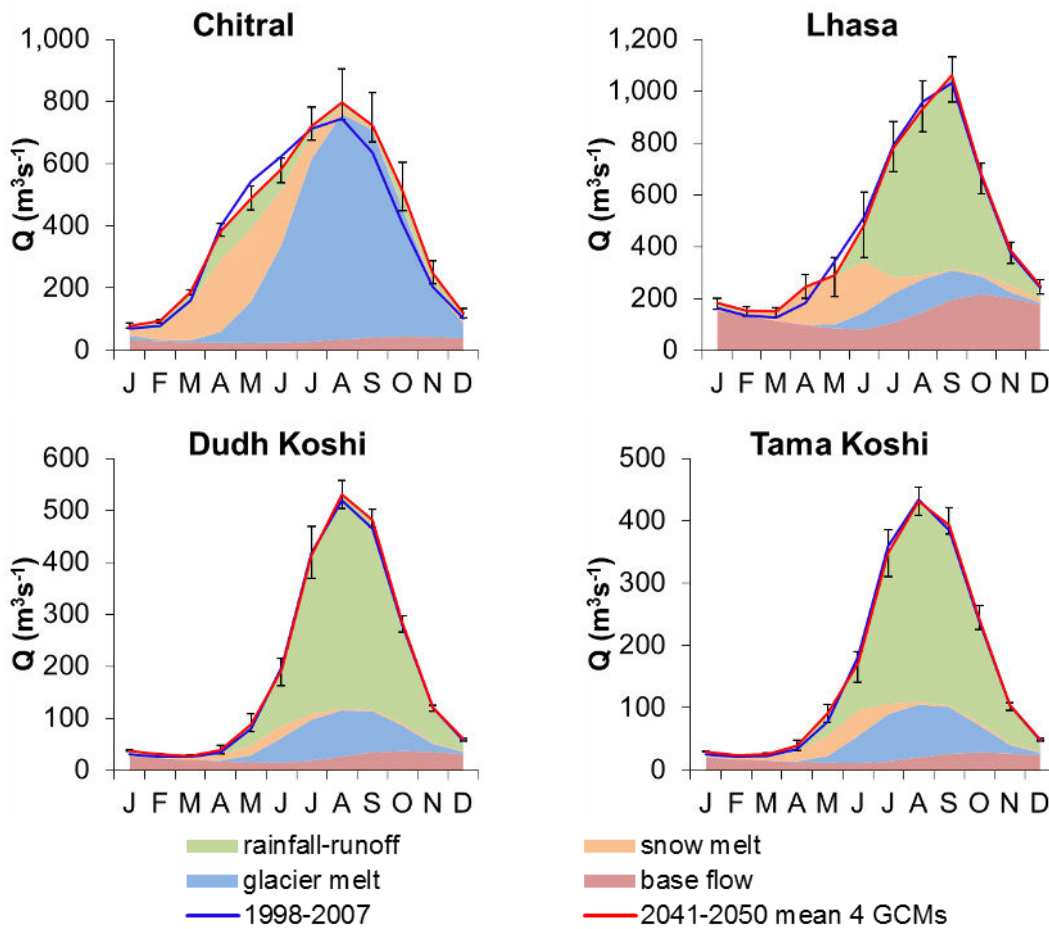 Chitral
1,000
800
600
400
200
0
Q (m³s⁻¹)
J F M A M J J A S O N D
Lhasa
1,200
1,000
800
600
400
200
0
Q (m³s⁻¹)
J F M A M J J A S O N D
Dudh Koshi
600
500
400
300
200
100
0
Q (m³s⁻¹)
J F M A M J J A S O N D
Tama Koshi
500
400
300
200
100
0
Q (m³s⁻¹)
J F M A M J J A S O N D
rainfall-runoff
snow melt
glacier melt
base flow
1998-2007
2041-2050 mean 4 GCMs